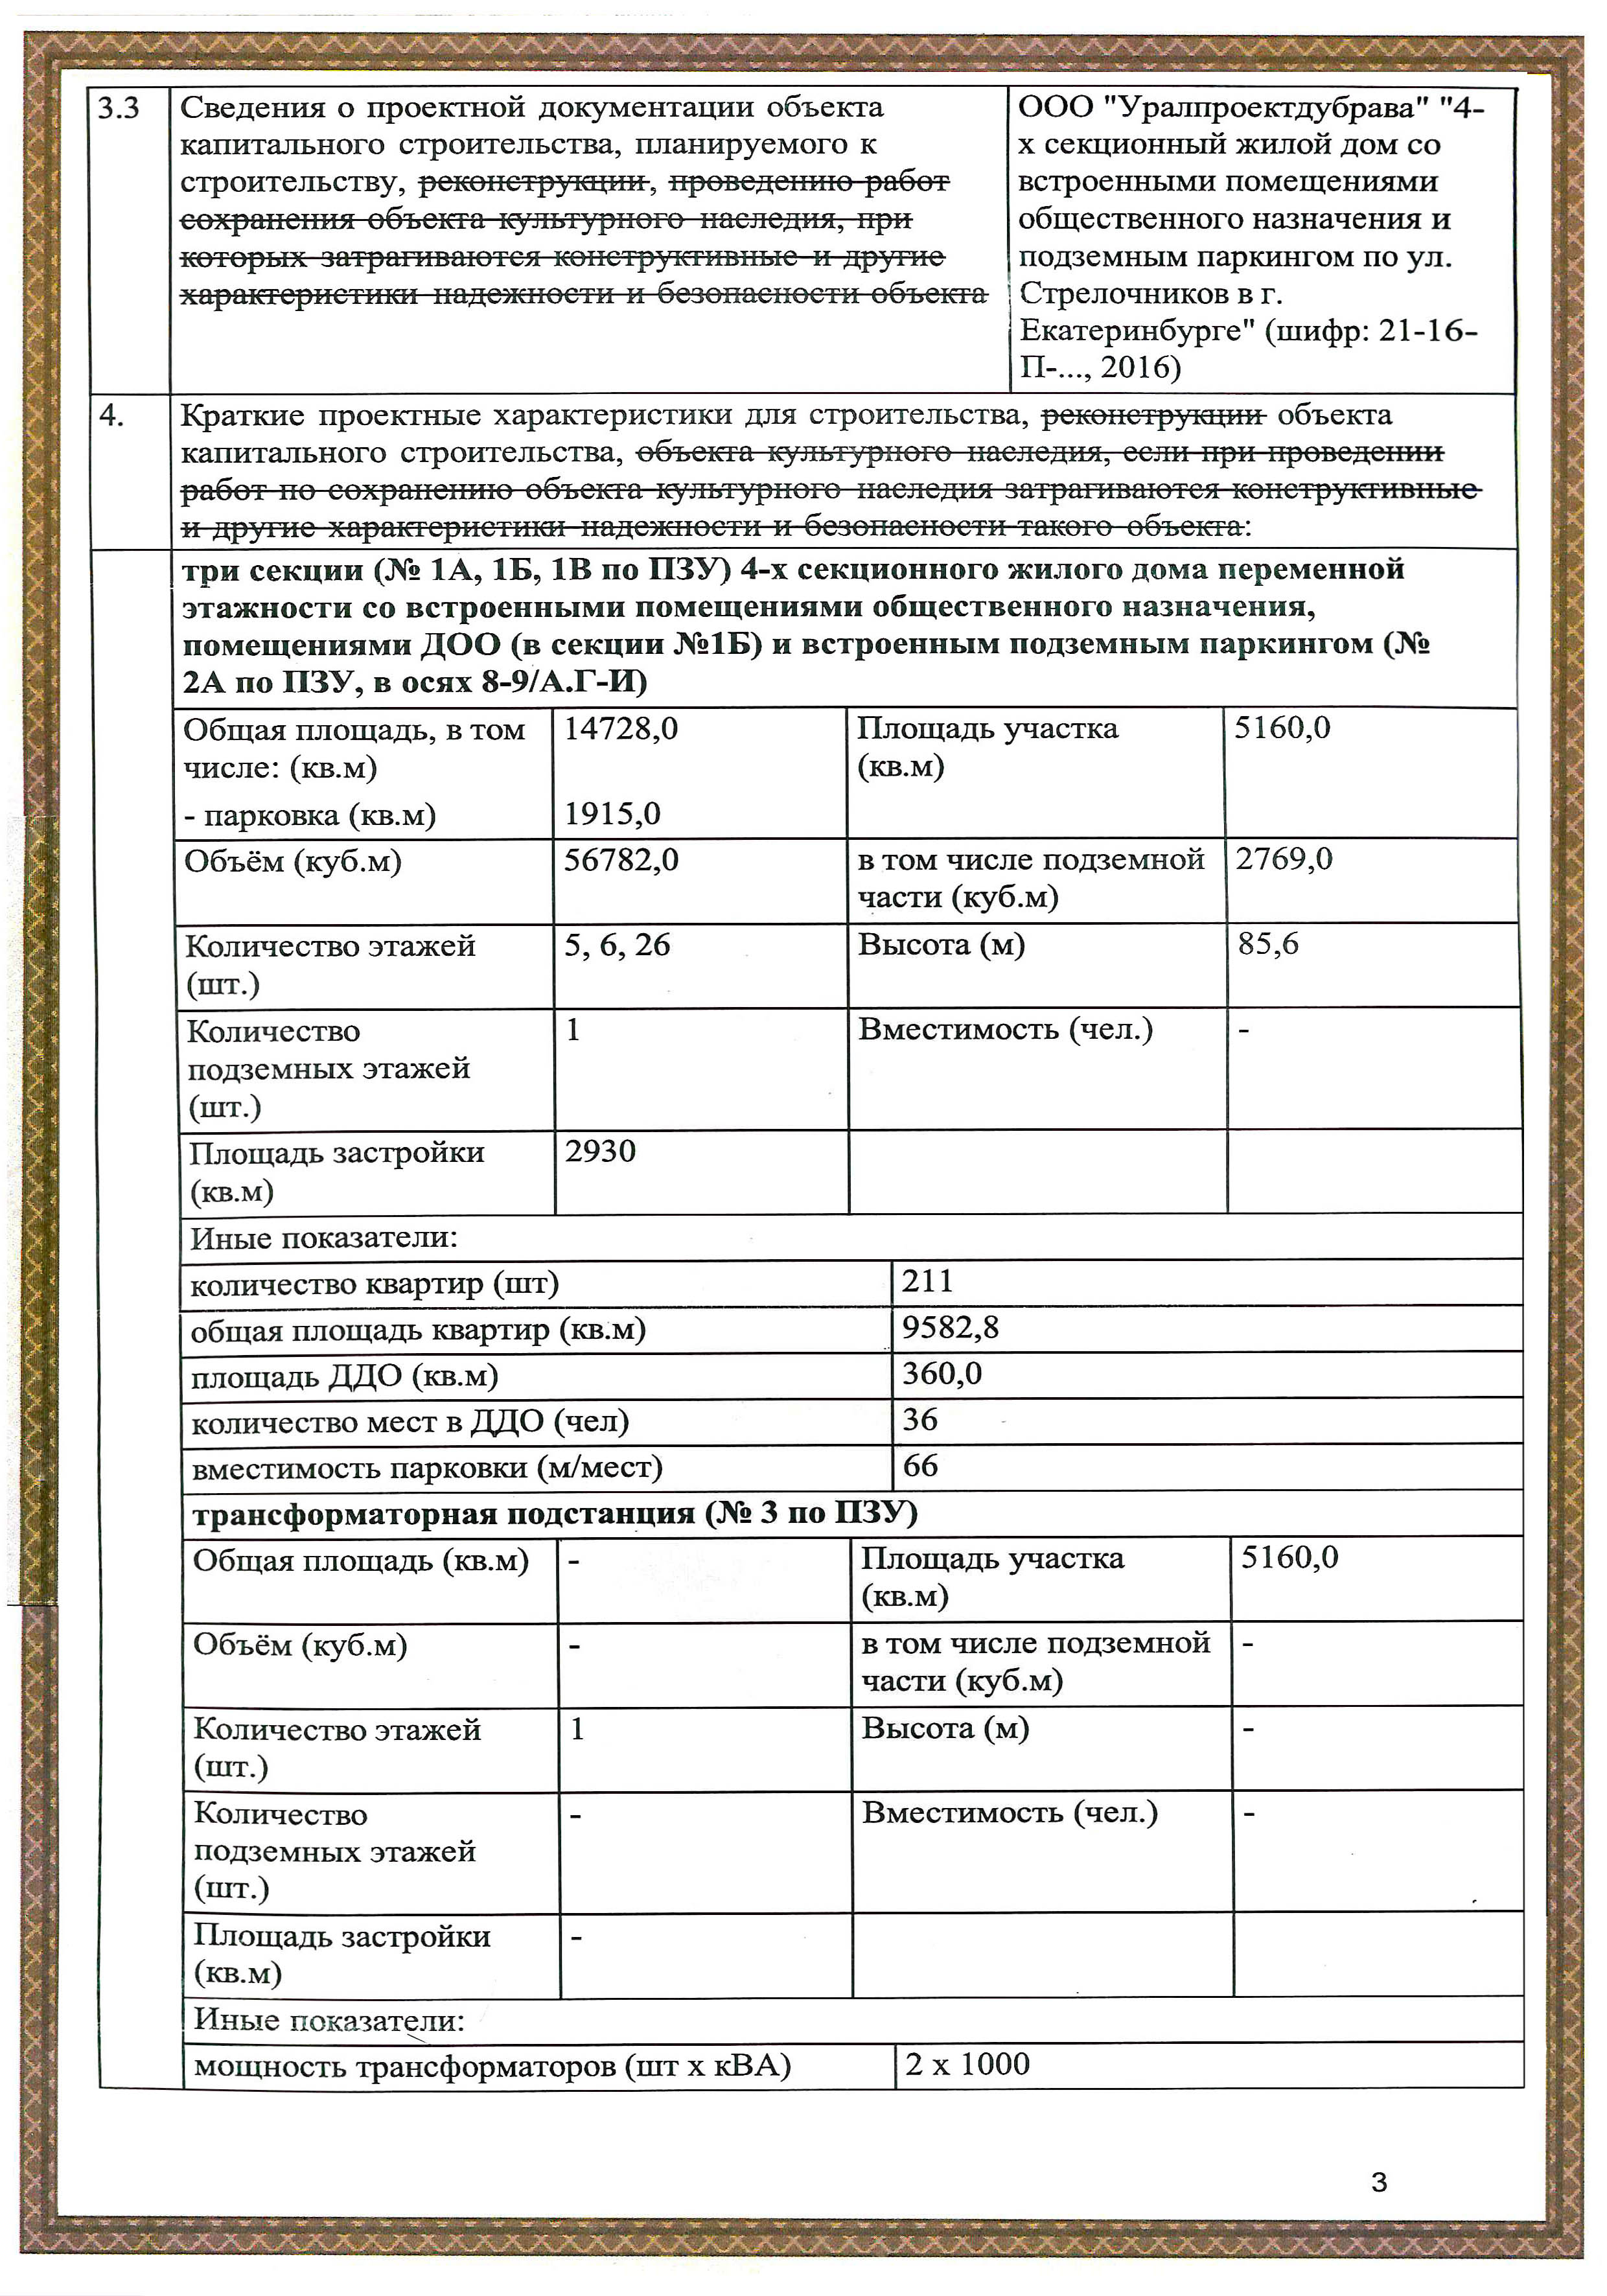 3.3
Сведения о проектной документации объекта
капитального строительства, планируемого к
строительству, реконструкции, проведению работ
сохранения объекта культурного наследия, при
которых затрагиваются конструктивные и другие
характеристики надежности и безопасности объекта
ООО "Уралпроектдубрава" "4-
х секционный жилой дом со
встроенными помещениями
общественного назначения и
подземным паркингом по ул.
Стрелочников в г.
Екатеринбурге" (шифр: 21-16-
П-..., 2016)
4.
Краткие проектные характеристики для строительства, реконструкции объекта
капитального строительства, объекта культурного наследия, если при проведении
работ по сохранению объекта культурного наследия затрагиваются конструктивные
и другие характеристики надежности и безопасности такого объекта:
три секции (№ 1А, 1Б, 1В по ПЗУ) 4-х секционного жилого дома переменной
этажности со встроенными помещениями общественного назначения,
помещениями ДОО (в секции №1Б) и встроенным подземным паркингом (№
2А по ПЗУ, в осях 8-9/А.Г-И)
Общая площадь, в том
числе: (кв.м)
- парковка (кв.м)
14728,0
1915,0
Площадь участка
(кв.м)
5160,0
Объём (куб.м)
56782,0
в том числе подземной
части (куб.м)
2769,0
Количество этажей
(шт.)
5, 6, 26
Высота (м)
85,6
Количество
подземных этажей
(шт.)
1
Вместимость (чел.)
-
Площадь застройки
(кв.м)
2930
Иные показатели:
количество квартир (шт)
211
общая площадь квартир (кв.м)
9582,8
площадь ДДО (кв.м)
360,0
количество мест в ДДО (чел)
36
вместимость парковки (м/мест)
66
трансформаторная подстанция (№ 3 по ПЗУ)
Общая площадь (кв.м)
-
Площадь участка
(кв.м)
5160,0
Объём (куб.м)
-
в том числе подземной
части (куб.м)
-
Количество этажей
(шт.)
1
Высота (м)
-
Количество
подземных этажей
(шт.)
-
Вместимость (чел.)
-
Площадь застройки
(кв.м)
-
Иные показатели:
мощность трансформаторов (шт х кВА)
2 х 1000
3